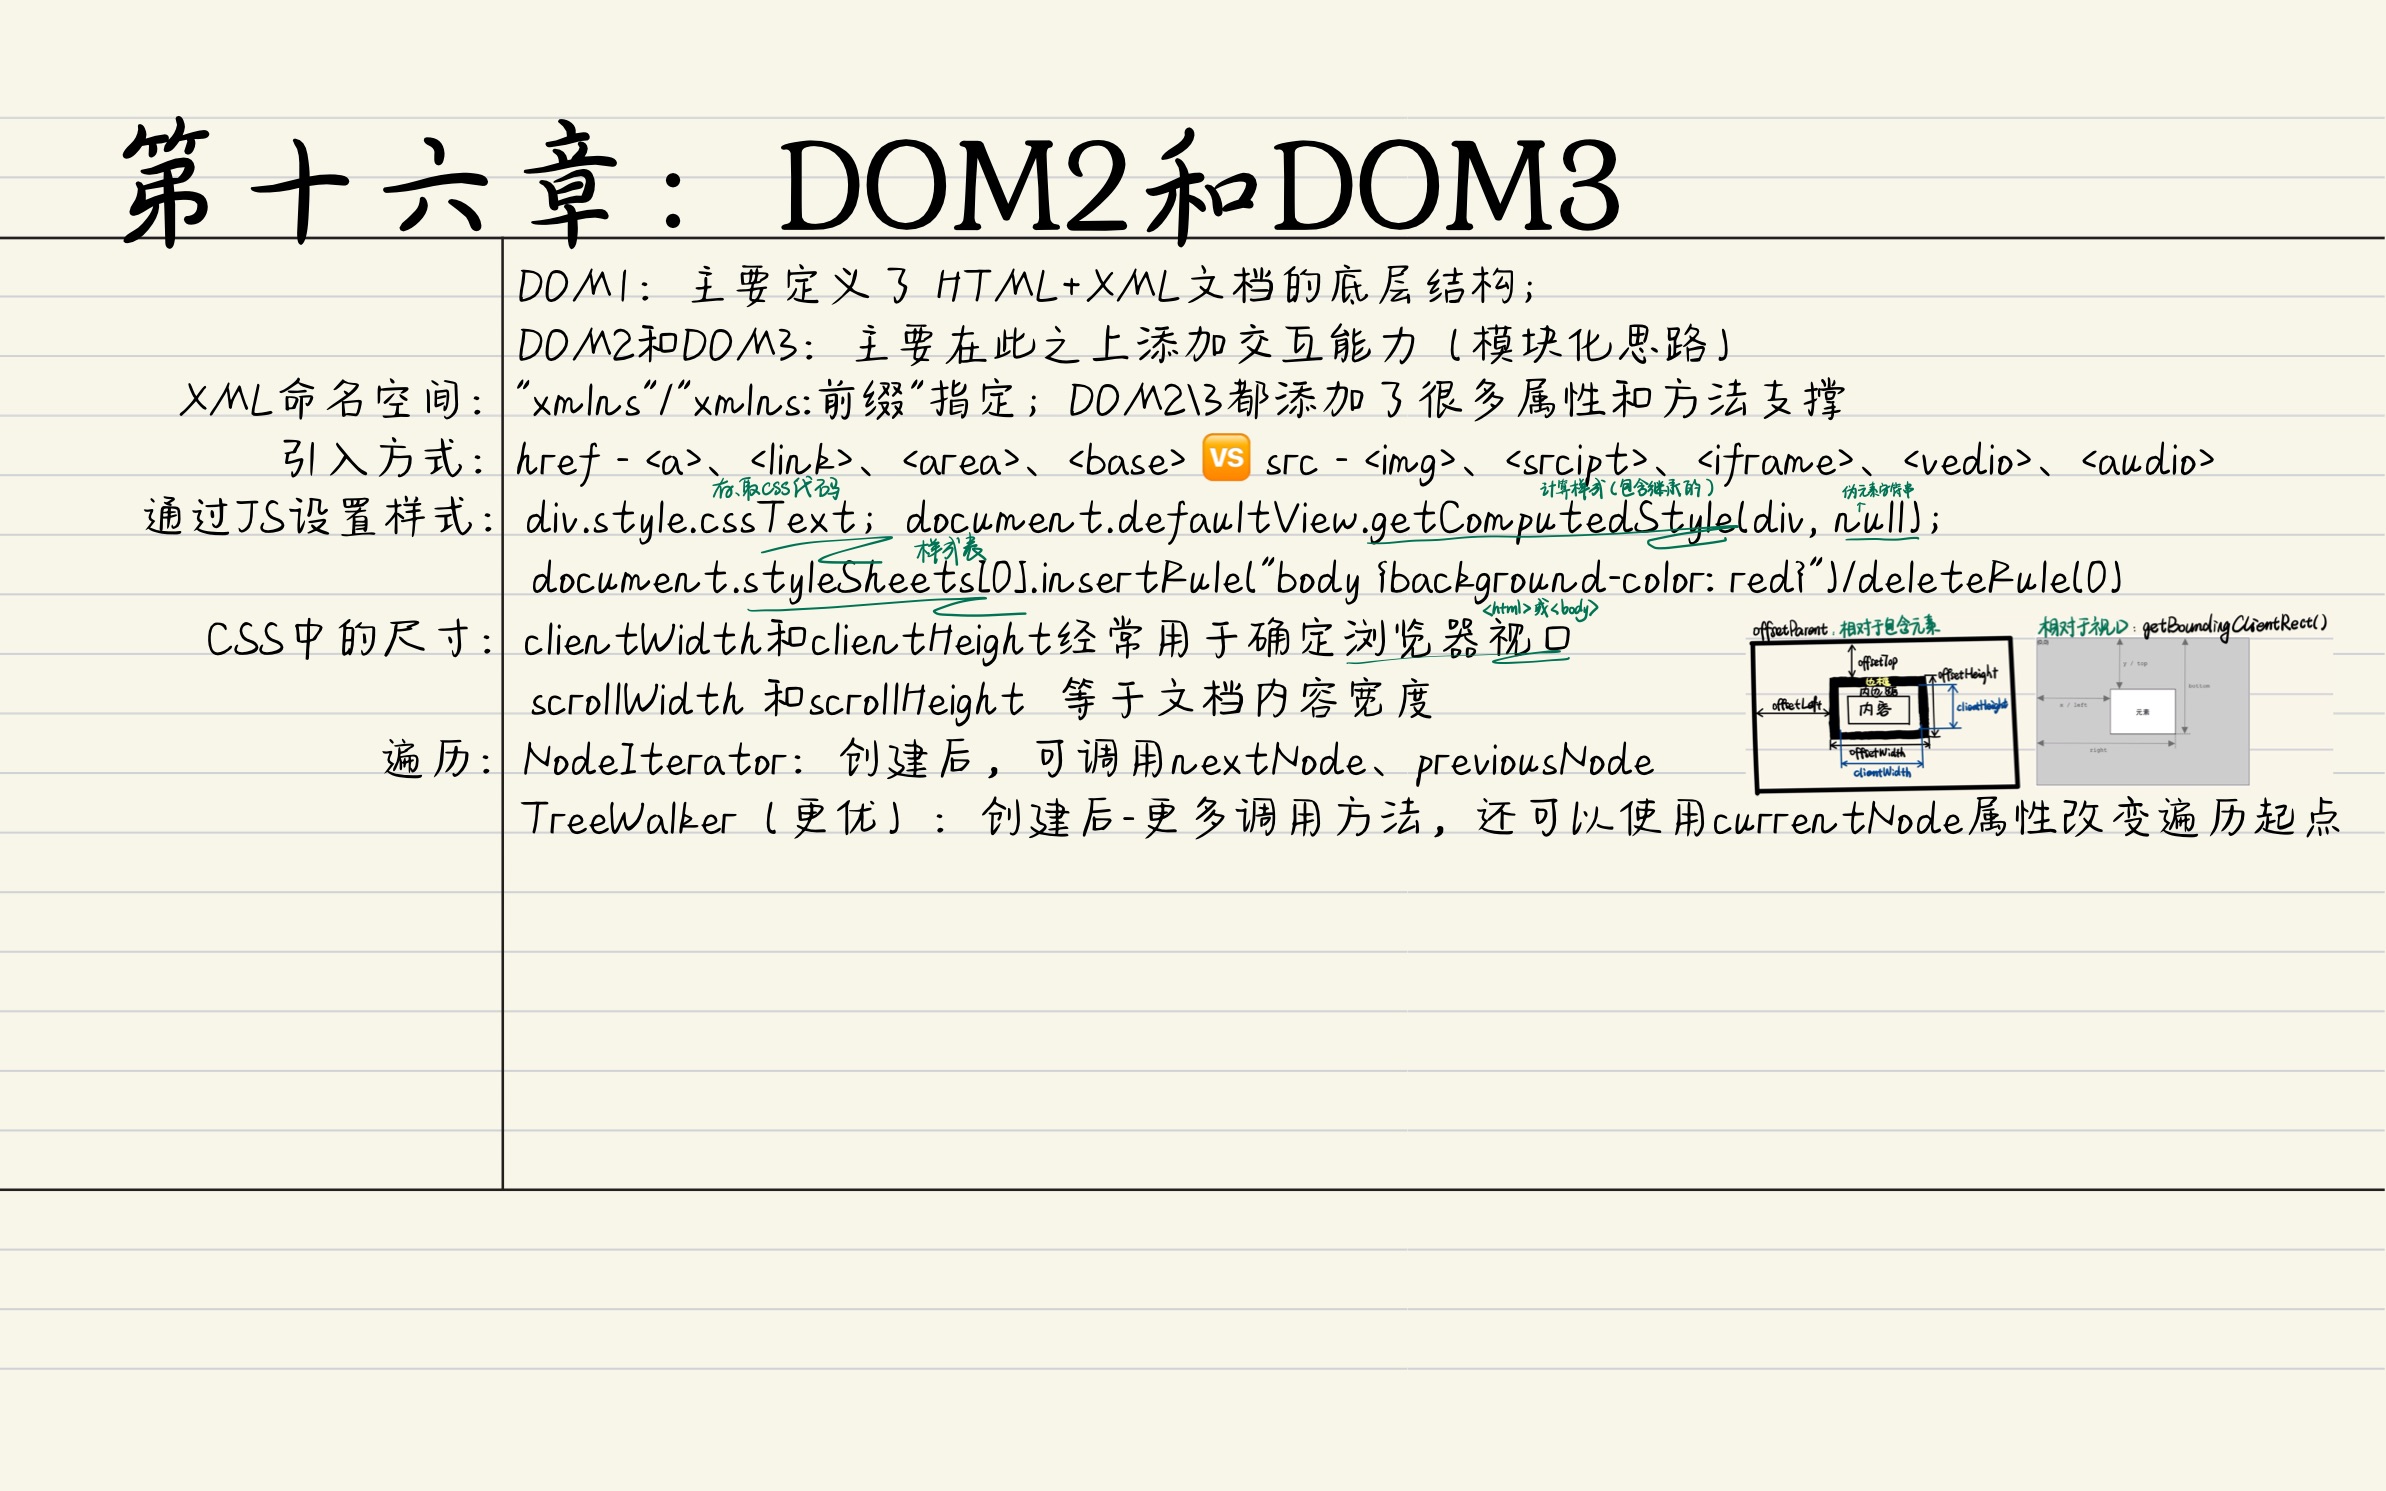 第十六章：DOM2和DOM3
DOM1：主要定义了 HTML+XML文档的底层结构；
DOM2和DOM3：主要在此之上添加交互能力（模块化思路）
XML命名空间："xmlns"/"xmlns:前缀"指定；DOM2\3都添加了很多属性和方法支撑
引入方式：href - <a>、<link>、<area>、<base> VS src - <img>、<srcipt>、<iframe>、<vedio>、<audio>
存、取CSS代码 计算样式（包含继承的） 伪元素字符串
通过JS设置样式：div.style.cssText；document.defaultView.getComputedStyle(div, null)；
样式表
document.styleSheets[0].insertRule("body {background-color: red}")/deleteRule(0)
<html>或<body>
CSS中的尺寸：clientWidth和clientHeight经常用于确定浏览器视口
scrollWidth 和scrollHeight 等于文档内容宽度
遍历：NodeIterator：创建后，可调用nextNode、previousNode
TreeWalker（更优）：创建后-更多调用方法，还可以使用currentNode属性改变遍历起点
offsetParent：相对于包含元素
offsetTop
offsetHeight
边框
内边距
offsetLeft
内容
clientHeight
offsetWidth
clientWidth
相对于视口：getBoundingClientRect()
y / top
bottom
x / left
元素
right